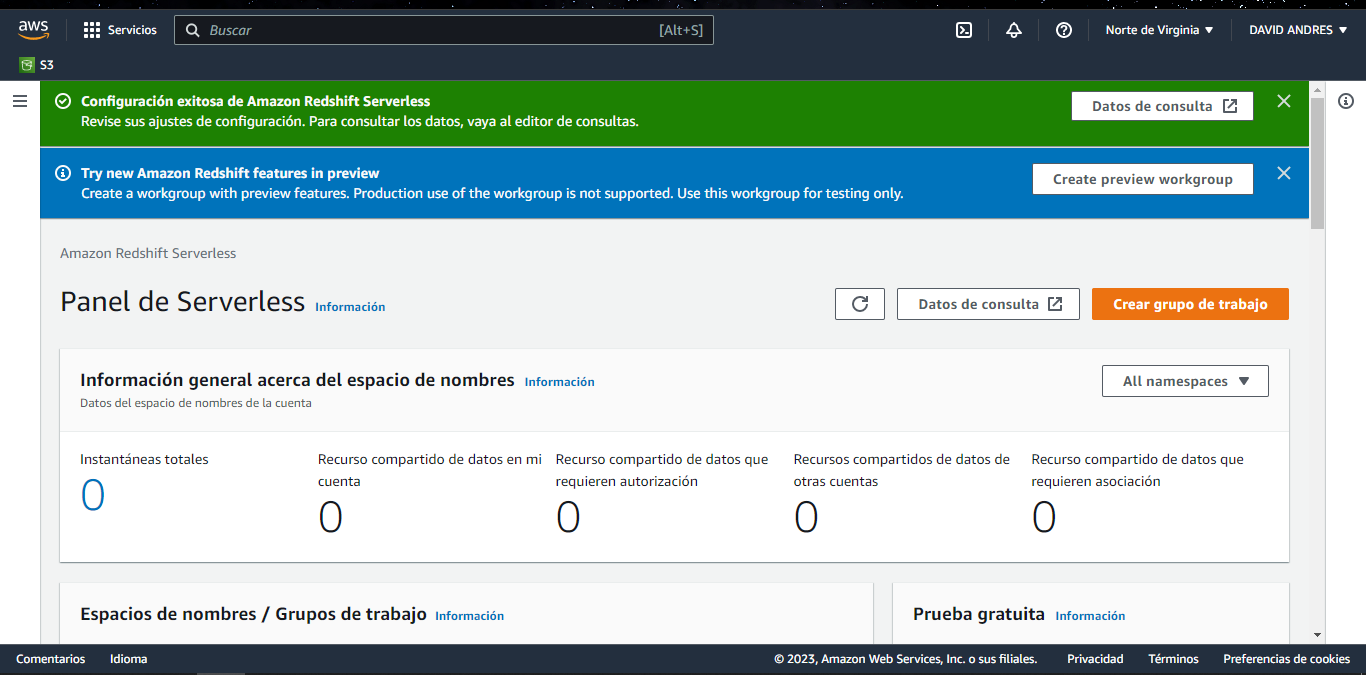 aws
Servicios
Buscar
[Alt+S]
Norte de Virginia
DAVID ANDRES
S3
Configuración exitosa de Amazon Redshift Serverless
Revise sus ajustes de configuración. Para consultar los datos, vaya al editor de consultas.
Datos de consulta
Try new Amazon Redshift features in preview
Create a workgroup with preview features. Production use of the workgroup is not supported. Use this workgroup for testing only.
Create preview workgroup
Amazon Redshift Serverless
Panel de Serverless Información
Datos de consulta
Crear grupo de trabajo
Información general acerca del espacio de nombres Información
Datos del espacio de nombres de la cuenta
All namespaces
Instantáneas totales
0
Recurso compartido de datos en mi
cuenta
0
Recurso compartido de datos que
requieren autorización
0
Recursos compartidos de datos de
otras cuentas
0
Recurso compartido de datos que
requieren asociación
0
Espacios de nombres / Grupos de trabajo Información
Prueba gratuita Información
Comentarios
Idioma
© 2023, Amazon Web Services, Inc. o sus filiales.
Privacidad
Términos
Preferencias de cookies